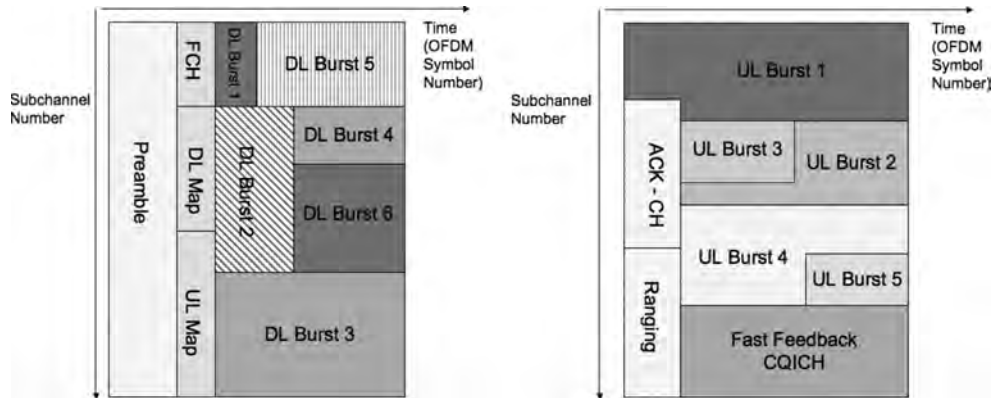 Time
(OFDM
Symbol
Number)
Subchannel
Number
Preamble
FCH
DL Map
UL Map
DL Burst 1
DL Burst 5
DL Burst 2
DL Burst 4
DL Burst 6
DL Burst 3
Time
(OFDM
Symbol
Number)
Subchannel
Number
UL Burst 1
ACK - CH
Ranging
UL Burst 3
UL Burst 2
UL Burst 4
UL Burst 5
Fast Feedback
CQICH